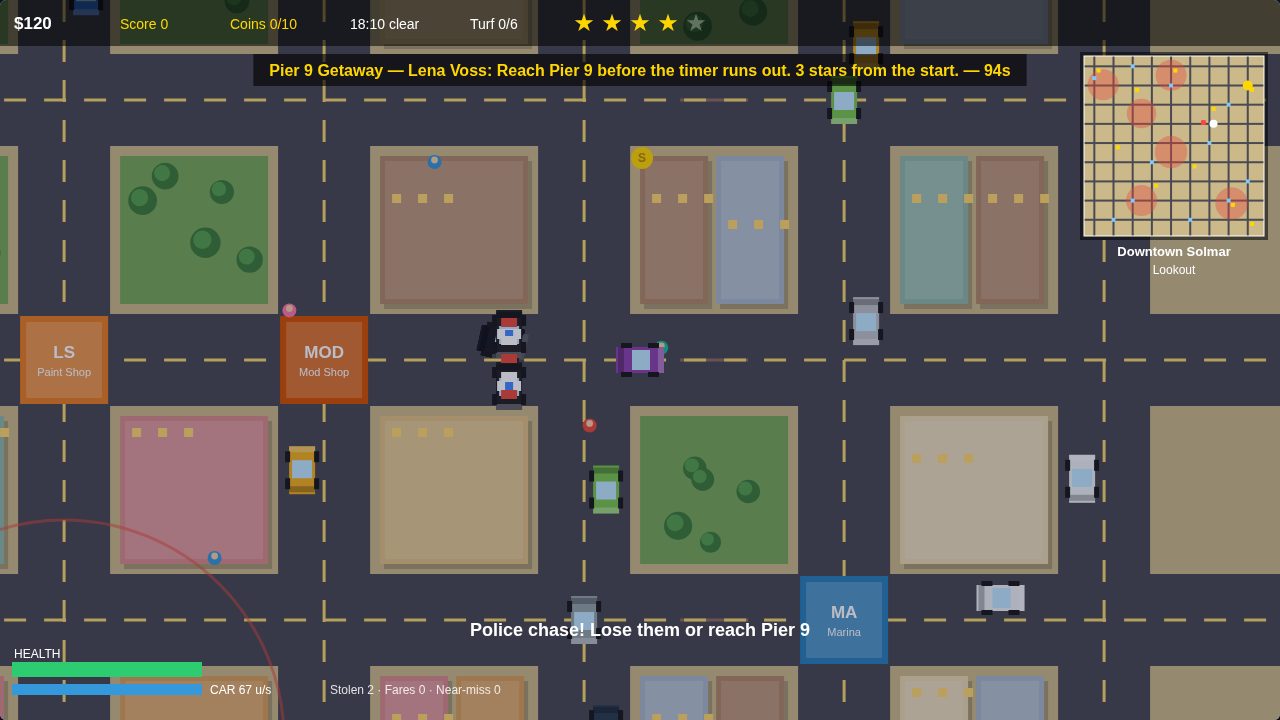 $120 Score 0 Coins 0/10 18:10 clear Turf 0/6
Pier 9 Getaway — Lena Voss: Reach Pier 9 before the timer runs out. 3 stars from the start. — 94s
S
Downtown Solmar
Lookout
LS
Paint Shop
MOD
Mod Shop
MA
Marina
Police chase! Lose them or reach Pier 9
HEALTH
CAR 67 u/s Stolen 2 · Fares 0 · Near-miss 0